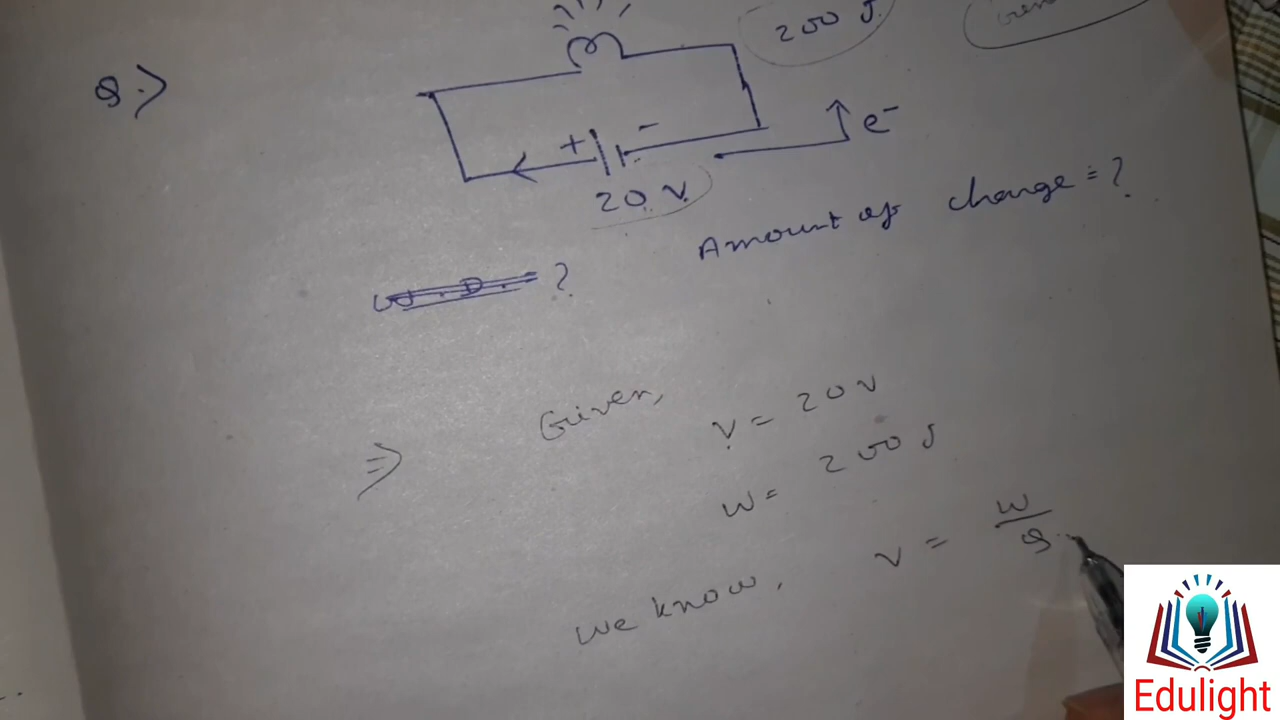 Q.>
200 J.
+ -
e-
20 V
Amount of charge = ?
W.D. ?
=> Given,
V = 20 V
W = 200 J
We know, V = W/Q.
Edulight